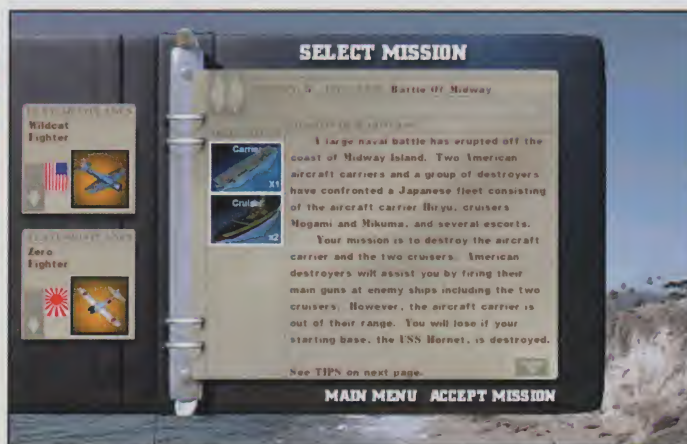 SELECT MISSION
Battle Of Midway
Wildcat
Fighter
Zero
Fighter
Carrier
X1
Cruiser
X2
A large naval battle has erupted off the
coast of Midway Island. Two American
aircraft carriers and a group of destroyers
have confronted a Japanese fleet consisting
of the aircraft carrier Hiryu, cruisers
Mogami and Mikuma, and several escorts.
Your mission is to destroy the aircraft
carrier and the two cruisers. American
destroyers will assist you by firing their
main guns at enemy ships including the two
cruisers. However, the aircraft carrier is
out of their range. You will lose if your
starting base, the USS Hornet, is destroyed.
See TIPS on next page.
MAIN MENU ACCEPT MISSION